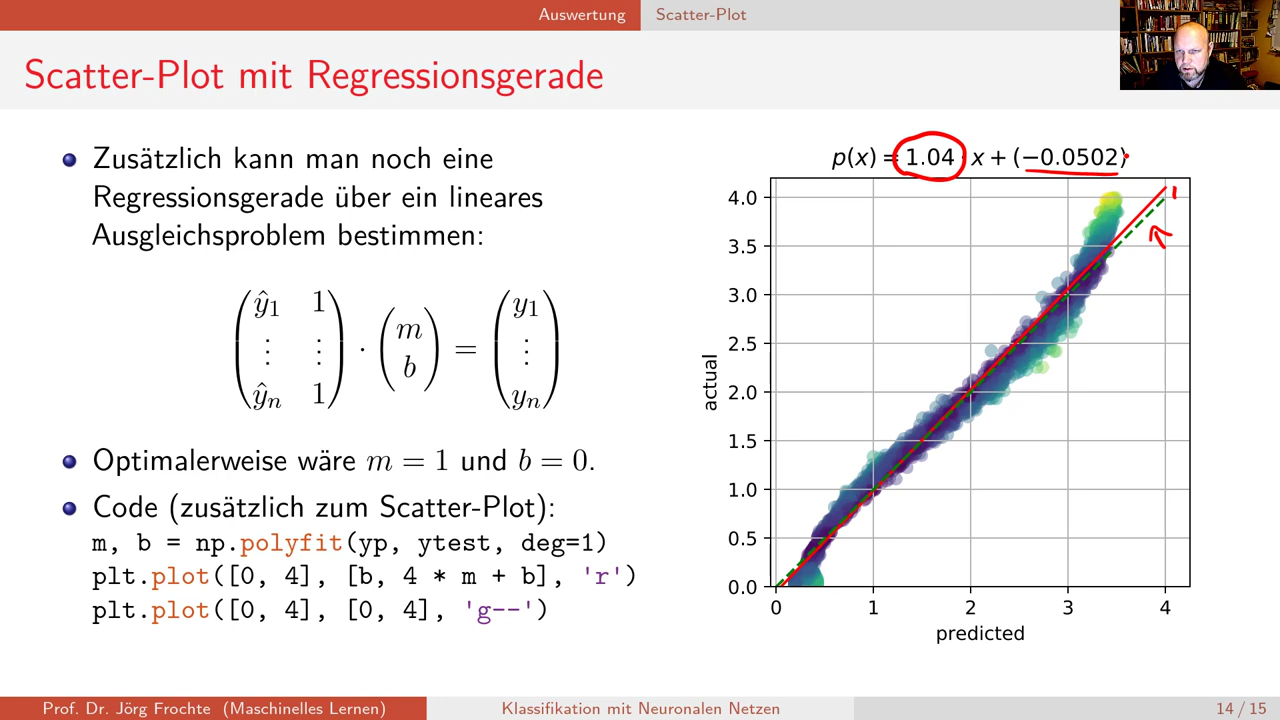 Auswertung Scatter-Plot
Scatter-Plot mit Regressionsgerade
Zusätzlich kann man noch eine
Regressionsgerade über ein lineares
Ausgleichsproblem bestimmen:
ŷ₁ 1
⋮ ⋮
ŷₙ 1
·
m
b
=
y₁
⋮
yₙ
Optimalerweise wäre m = 1 und b = 0.
Code (zusätzlich zum Scatter-Plot):
m, b = np.polyfit(yp, ytest, deg=1)
plt.plot([0, 4], [b, 4 * m + b], 'r')
plt.plot([0, 4], [0, 4], 'g--')
p(x) = 1.04 · x + (−0.0502)
4.0
3.5
3.0
2.5
2.0
1.5
1.0
0.5
0.0
actual
0 1 2 3 4
predicted
Prof. Dr. Jörg Frochte (Maschinelles Lernen) Klassifikation mit Neuronalen Netzen 14 / 15